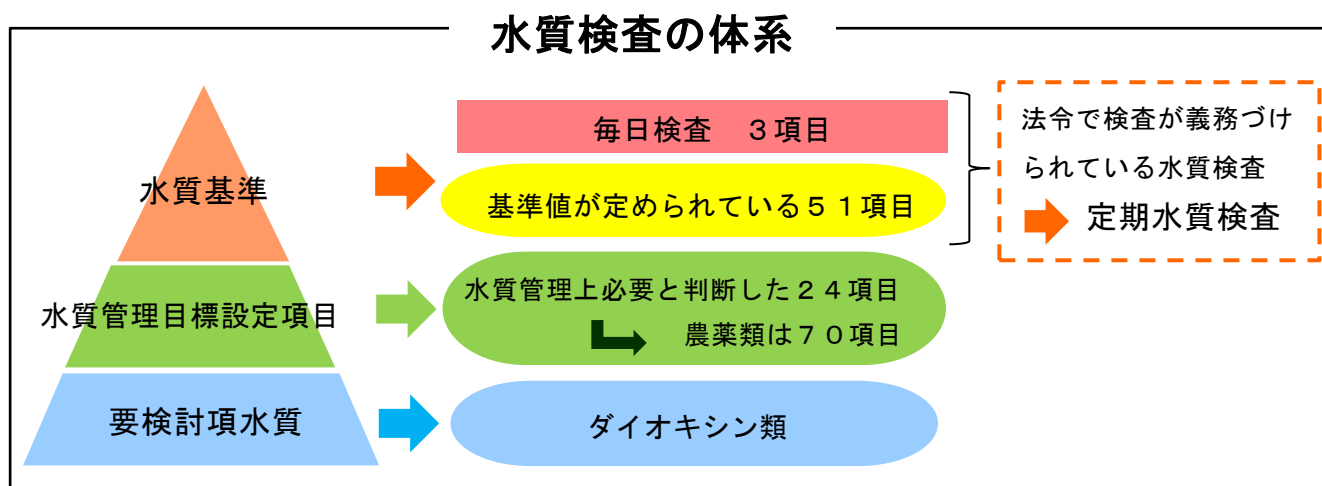 水質検査の体系
水質基準
毎日検査　３項目
基準値が定められている５１項目
法令で検査が義務づけ
られている水質検査
定期水質検査
水質管理目標設定項目
水質管理上必要と判断した２４項目
農薬類は７０項目
要検討項水質
ダイオキシン類